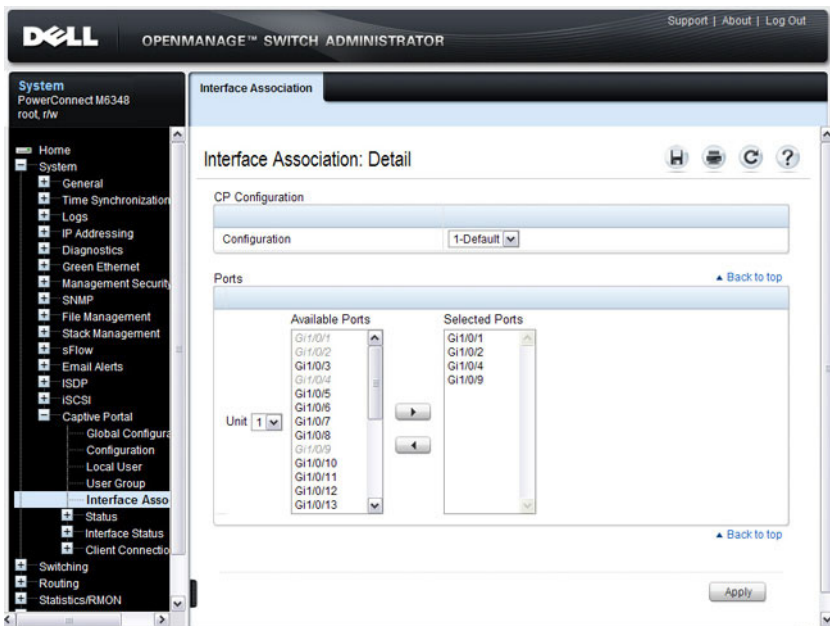 Support | About | Log Out
DELL
OPENMANAGE™ SWITCH ADMINISTRATOR
System
PowerConnect M6348
root, r/w
Home
System
General
Time Synchronization
Logs
IP Addressing
Diagnostics
Green Ethernet
Management Security
SNMP
File Management
Stack Management
sFlow
Email Alerts
ISDP
iSCSI
Captive Portal
Global Configura
Configuration
Local User
User Group
Interface Asso
Status
Interface Status
Client Connectio
Switching
Routing
Statistics/RMON
Interface Association
Interface Association: Detail
CP Configuration
Configuration
1-Default
Ports
Back to top
Available Ports
Selected Ports
Unit 1
Gi1/0/1
Gi1/0/2
Gi1/0/3
Gi1/0/4
Gi1/0/5
Gi1/0/6
Gi1/0/7
Gi1/0/8
Gi1/0/9
Gi1/0/10
Gi1/0/11
Gi1/0/12
Gi1/0/13
Gi1/0/1
Gi1/0/2
Gi1/0/4
Gi1/0/9
Back to top
Apply